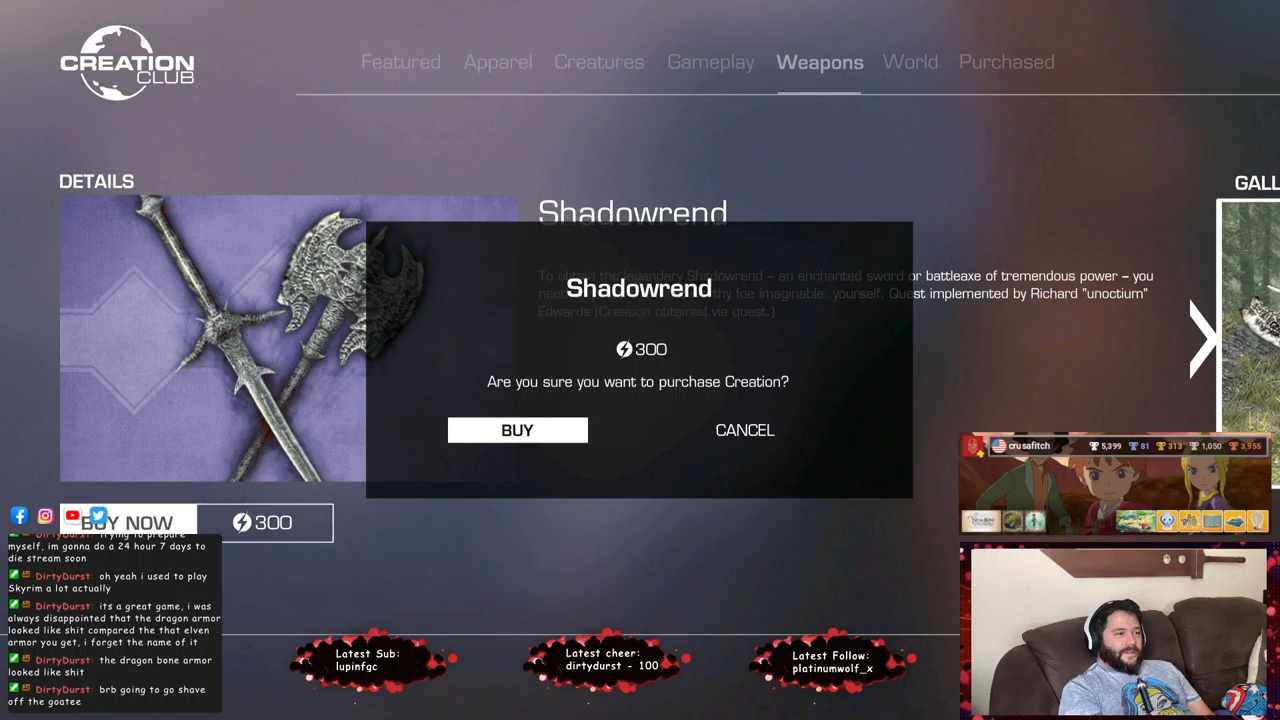 CREATION
CLUB
Featured Apparel Creatures Gameplay Weapons World Purchased
DETAILS
GALL
Shadowrend
To obtain the legendary Shadowrend – an enchanted sword or battleaxe of tremendous power – you
thy foe imaginable: yourself. Quest implemented by Richard "unoctium"
Edwards (Creation obtained via quest.)
Shadowrend
300
Are you sure you want to purchase Creation?
BUY CANCEL
BUY NOW 300
crusafitch 5,399 81 313 1,050 3,955
DirtyDurst: Trying to prepare
myself, im gonna do a 24 hour 7 days to
die stream soon
DirtyDurst: oh yeah i used to play
Skyrim a lot actually
DirtyDurst: its a great game, i was
always disappointed that the dragon armor
looked like shit compared the that elven
armor you get, i forget the name of it
DirtyDurst: the dragon bone armor
looked like shit
DirtyDurst: brb going to go shave
off the goatee
Latest Sub:
lupinfgc
Latest cheer:
dirtydurst - 100
Latest Follow:
platinumwolf_x